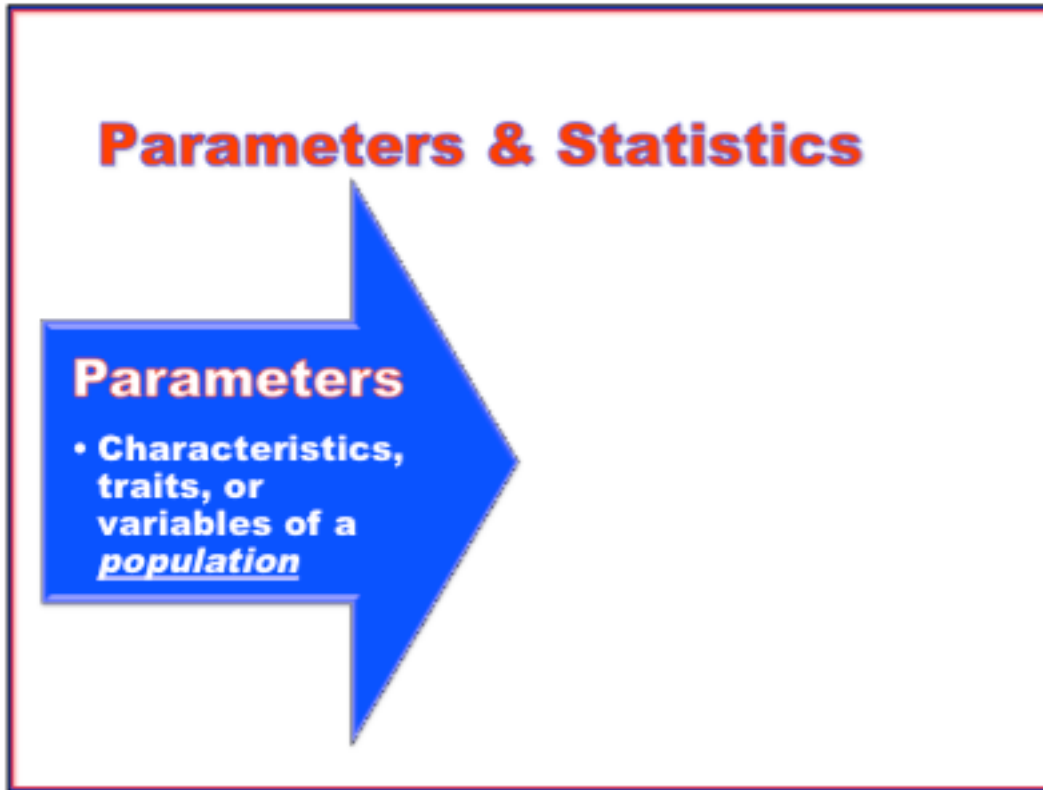 Parameters & Statistics
Parameters
• Characteristics,
traits, or
variables of a
population